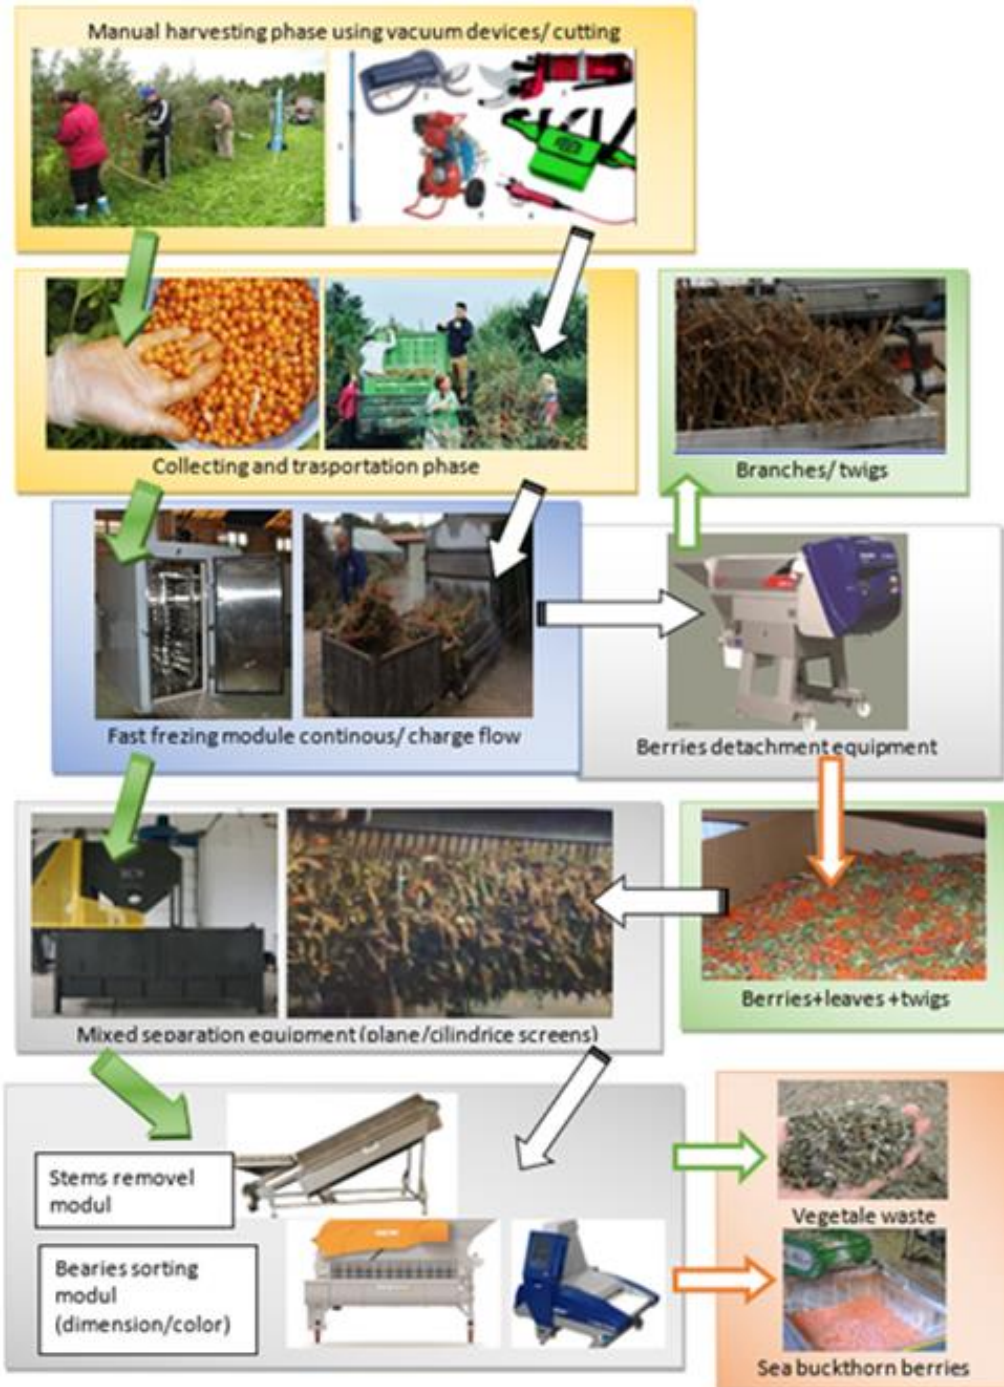 Manual harvesting phase using vacuum devices/ cutting
Collecting and trasportation phase
Branches/ twigs
Fast frezing module continous/ charge flow
Berries detachment equipment
Mixed separation equipment (plane/cilindrice screens)
Berries+leaves +twigs
Stems removel
modul
Bearies sorting
modul
(dimension/color)
Vegetale waste
Sea buckthorn berries